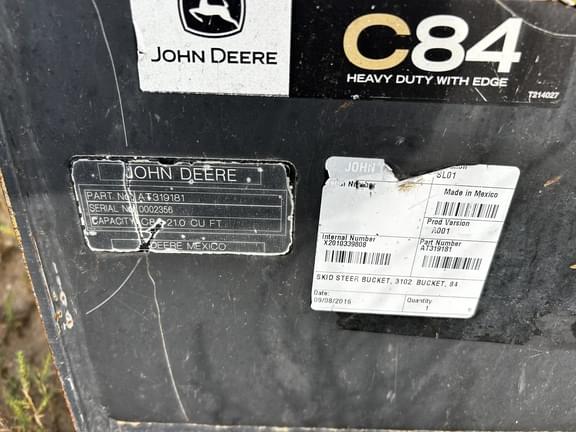 JOHN DEERE
C84
HEAVY DUTY WITH EDGE
T214027
JOHN DEERE
PART NO. AT319181
SERIAL NO. 0002356
CAPACITY 21.0 CU FT
DEERE MEXICO
JOHN
SL01
Made in Mexico
Prod Version
A001
Internal Number
X2010339808
Part Number
AT319181
SKID STEER BUCKET, 3102 BUCKET, 84
Date:
09/08/2016
Quantity
1